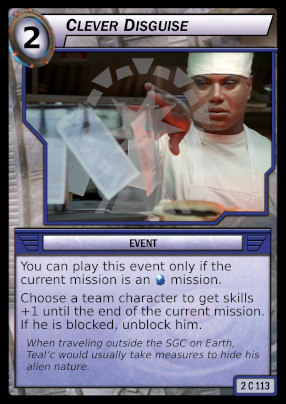 2
CLEVER DISGUISE
EVENT
You can play this event only if the
current mission is an mission.
Choose a team character to get skills
+1 until the end of the current mission.
If he is blocked, unblock him.
When traveling outside the SGC on Earth,
Teal'c would usually take measures to hide his
alien nature.
2 C 113